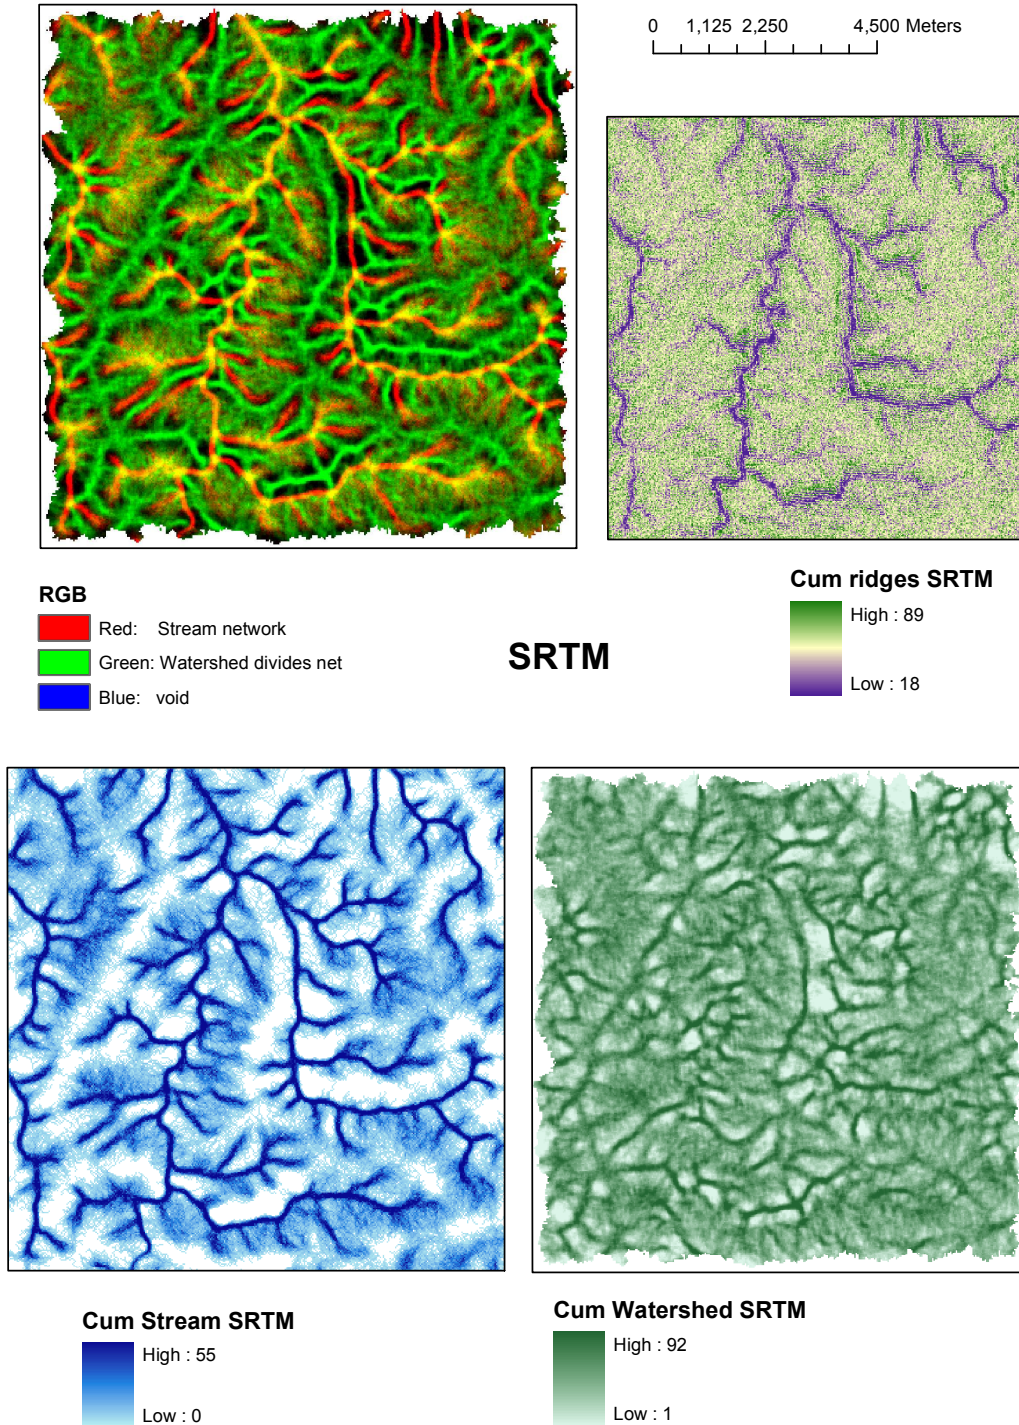 0 1,125 2,250 4,500 Meters
RGB
Red: Stream network
Green: Watershed divides net
Blue: void
SRTM
Cum ridges SRTM
High : 89
Low : 18
Cum Stream SRTM
High : 55
Low : 0
Cum Watershed SRTM
High : 92
Low : 1